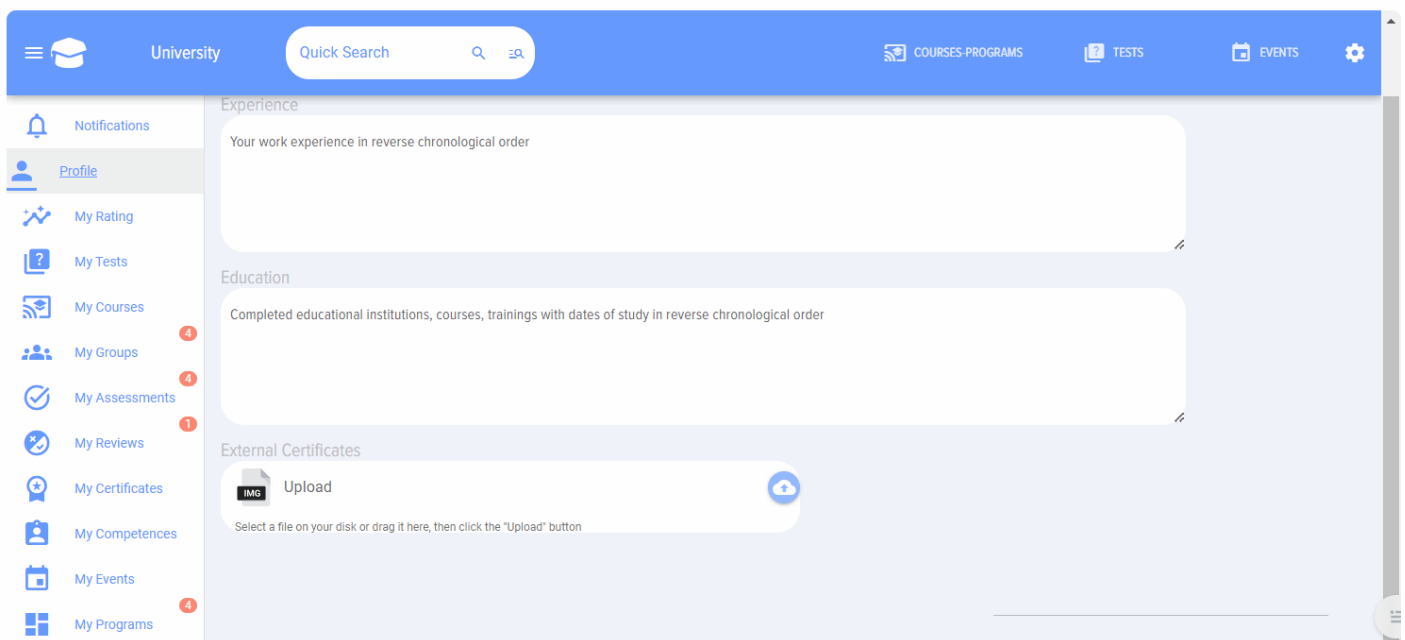 University
Quick Search
COURSES-PROGRAMS
? TESTS
EVENTS
Notifications
Profile
My Rating
? My Tests
My Courses
4
My Groups
4
My Assessments
1
My Reviews
My Certificates
My Competences
My Events
4
My Programs
Experience
Your work experience in reverse chronological order
Education
Completed educational institutions, courses, trainings with dates of study in reverse chronological order
External Certificates
IMG Upload
Select a file on your disk or drag it here, then click the "Upload" button